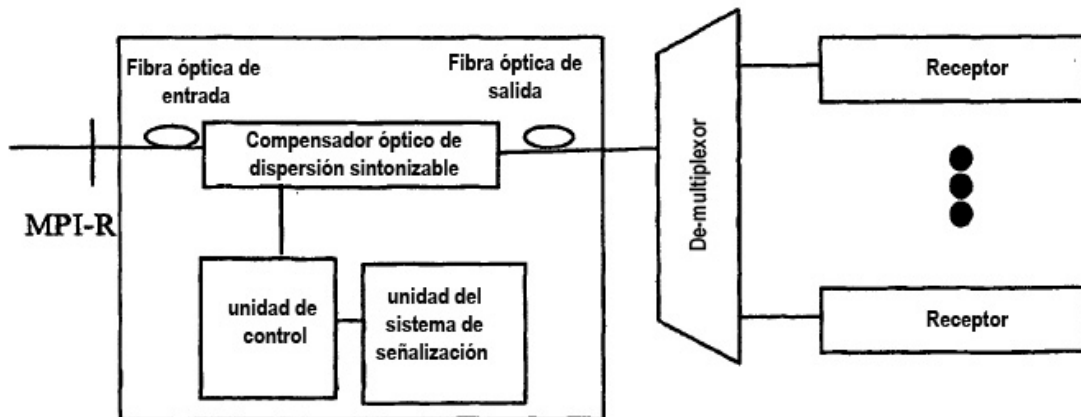 Fibra óptica de
entrada
Fibra óptica de
salida
Compensador óptico de
dispersión sintonizable
MPI-R
unidad de
control
unidad del
sistema de
señalización
De-multiplexor
Receptor
Receptor